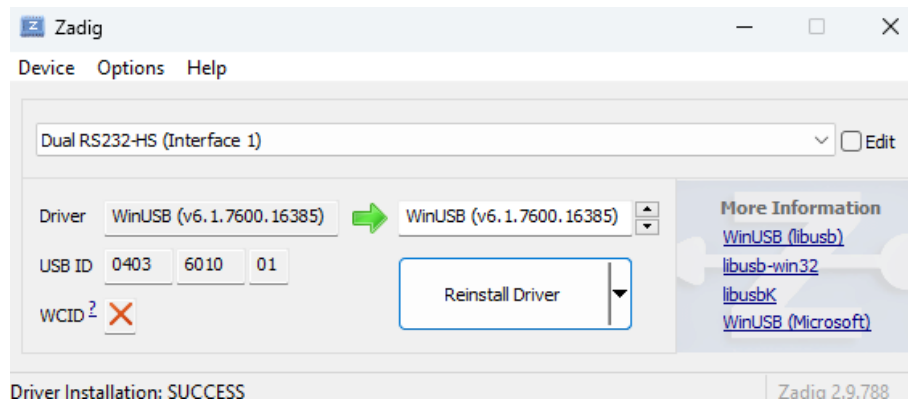 Zadig
Device Options Help
Dual RS232-HS (Interface 1)
Edit
Driver WinUSB (v6.1.7600.16385) WinUSB (v6.1.7600.16385)
USB ID 0403 6010 01
WCID ?
Reinstall Driver
More Information
WinUSB (libusb)
libusb-win32
libusbK
WinUSB (Microsoft)
Driver Installation: SUCCESS
Zadig 2.9.788